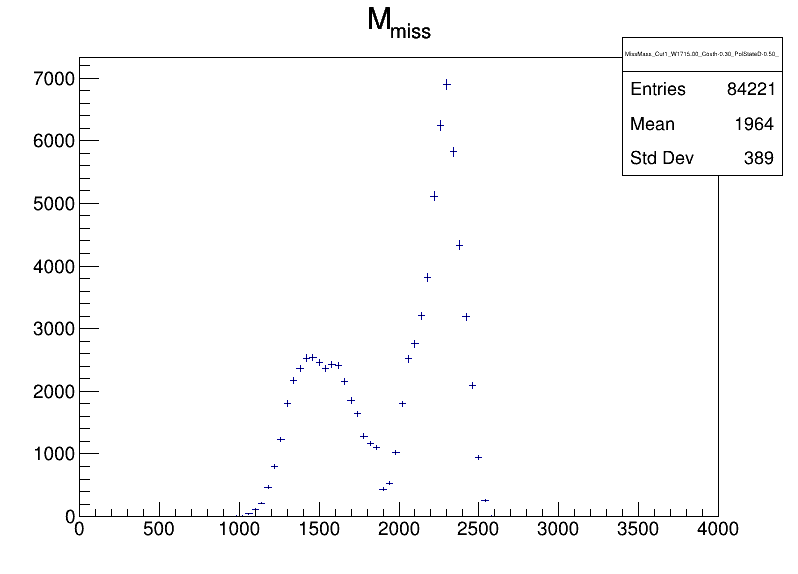 M_miss
MissMass_Cut1_W1715.00_Costh-0.30_PolStateD-0.50_
Entries 84221
Mean 1964
Std Dev 389
7000
6000
5000
4000
3000
2000
1000
0
0 500 1000 1500 2000 2500 3000 3500 4000